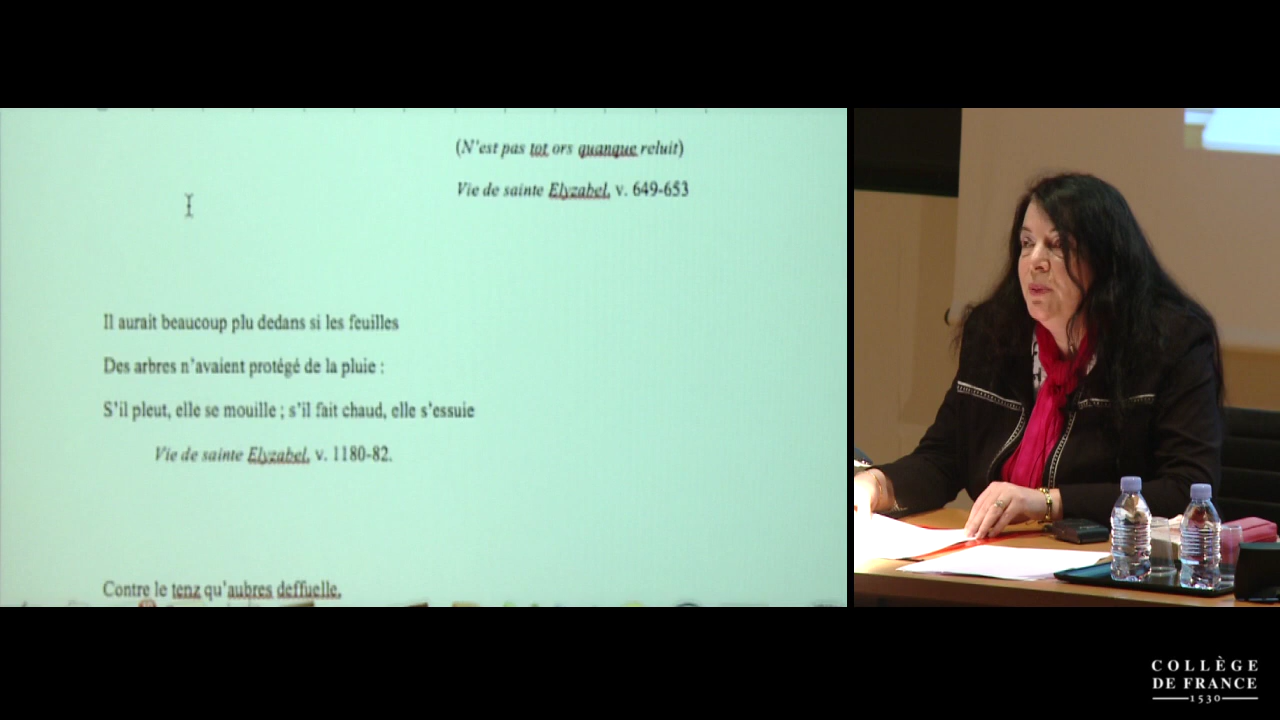 (N'est pas tot ors quanque reluit)
Vie de sainte Elyzabel, v. 649-653
Il aurait beaucoup plu dedans si les feuilles
Des arbres n'avaient protégé de la pluie :
S'il pleut, elle se mouille ; s'il fait chaud, elle s'essuie
Vie de sainte Elyzabel, v. 1180-82.
Contre le tenz qu'aubres deffuelle,
COLLÈGE
DE FRANCE
1530